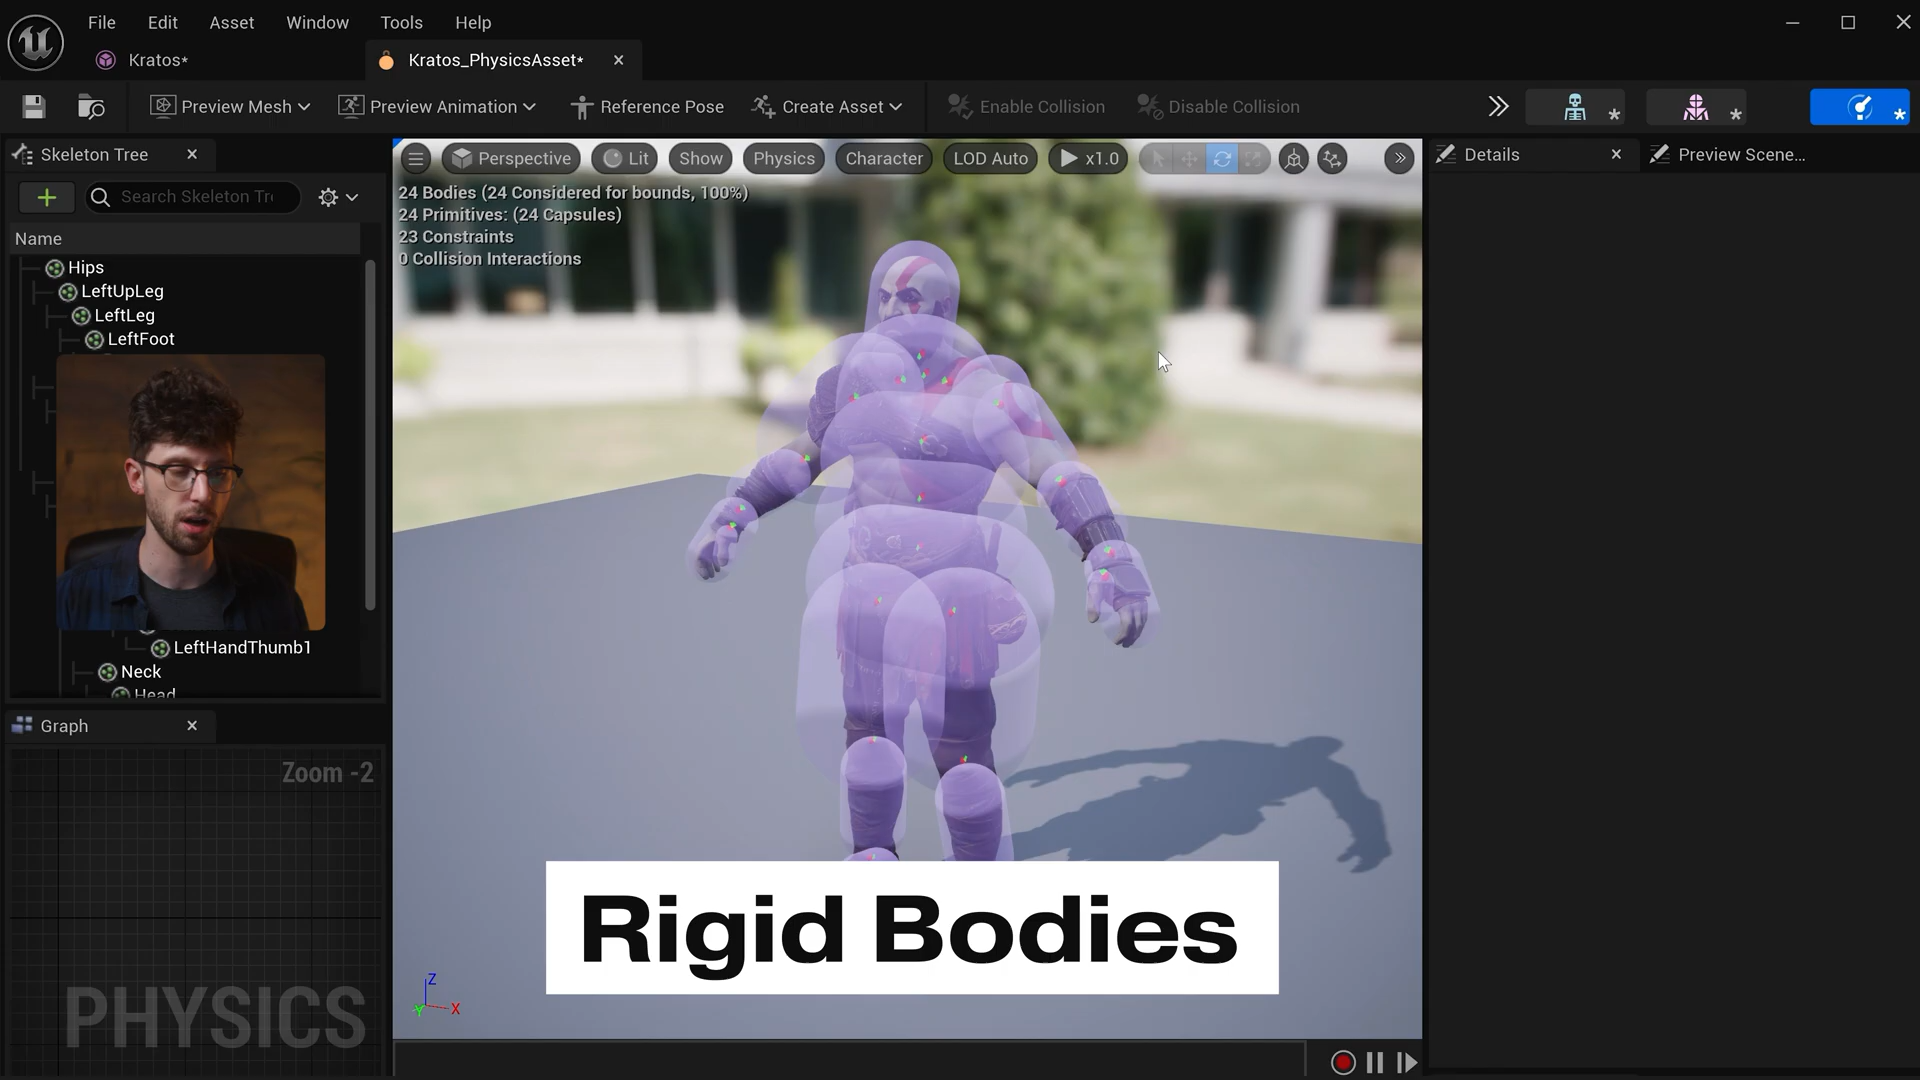 File Edit Asset Window Tools Help
Kratos* Kratos_PhysicsAsset*
Preview Mesh Preview Animation Reference Pose Create Asset Enable Collision Disable Collision
Skeleton Tree
Search Skeleton Tr
Name
Hips
LeftUpLeg
LeftLeg
LeftFoot
LeftHandThumb1
Neck
Head
Graph
Zoom -2
PHYSICS
Perspective Lit Show Physics Character LOD Auto x1.0
24 Bodies (24 Considered for bounds, 100%)
24 Primitives: (24 Capsules)
23 Constraints
0 Collision Interactions
Rigid Bodies
Z
Y X
Details Preview Scene...